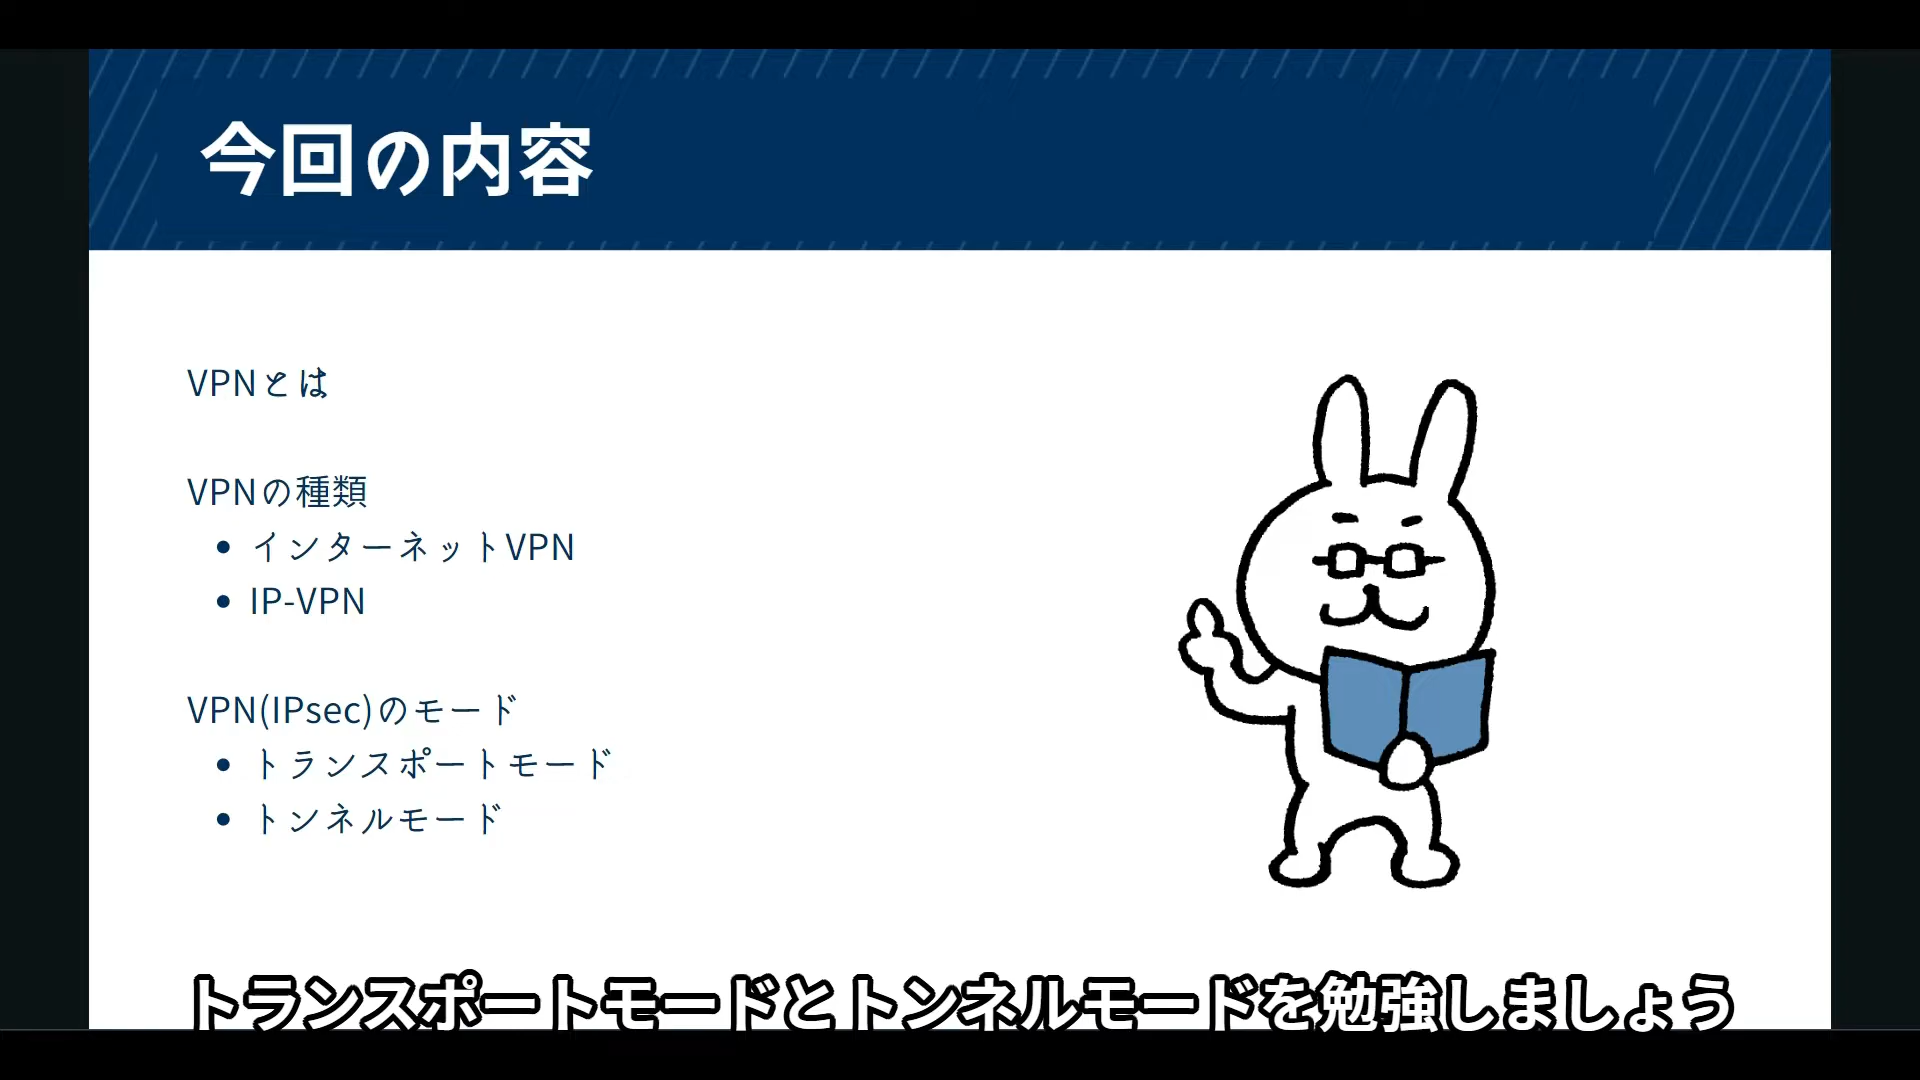 今回の内容
VPNとは
VPNの種類
• インターネットVPN
• IP-VPN
VPN(IPsec)のモード
• トランスポートモード
• トンネルモード
トランスポートモードとトンネルモードを勉強しましょう